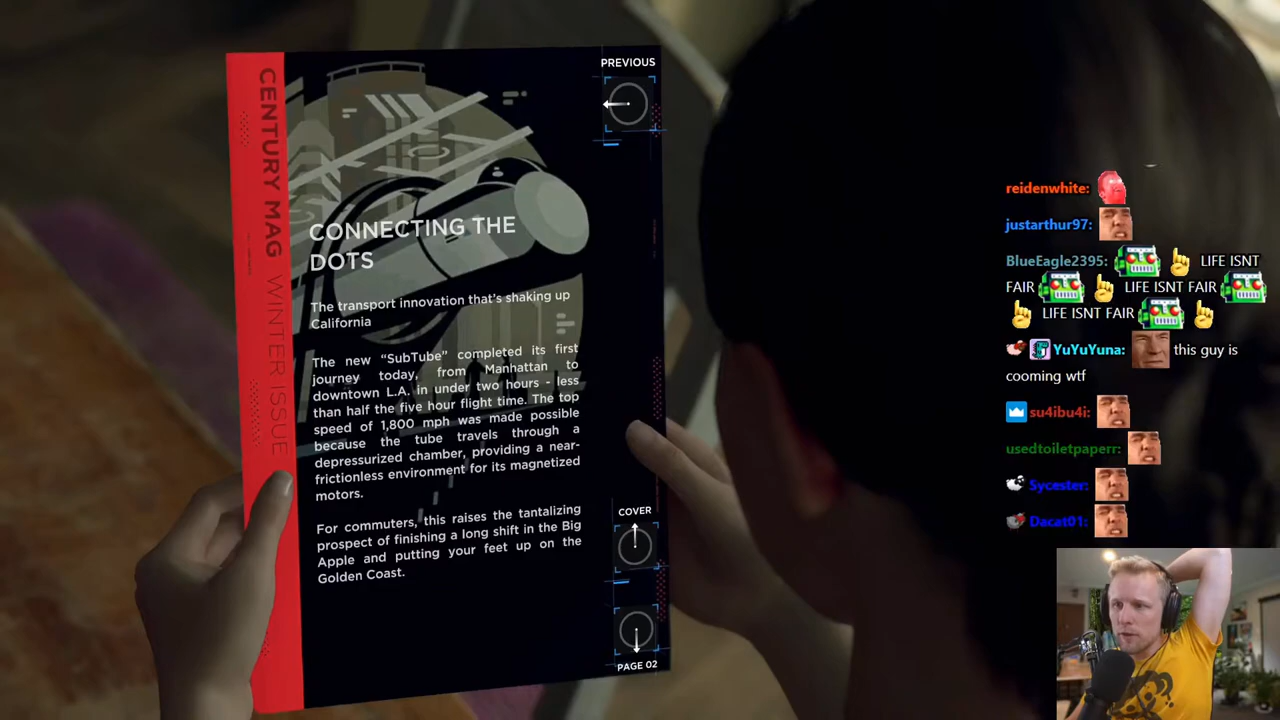 PREVIOUS
CENTURY MAG WINTER ISSUE
CONNECTING THE
DOTS
The transport innovation that's shaking up
California
The new “SubTube” completed its first
journey today, from Manhattan to
downtown L.A. in under two hours - less
than half the five hour flight time. The top
speed of 1,800 mph was made possible
because the tube travels through a
depressurized chamber, providing a near-
frictionless environment for its magnetized
motors.
For commuters, this raises the tantalizing
prospect of finishing a long shift in the Big
Apple and putting your feet up on the
Golden Coast.
COVER
PAGE 02
reidenwhite:
justarthur97:
BlueEagle2395: LIFE ISNT
FAIR LIFE ISNT FAIR
LIFE ISNT FAIR
YuYuYuna: this guy is
cooming wtf
su4ibu4i:
usedtoiletpaperr:
Sycester:
Dacat01: